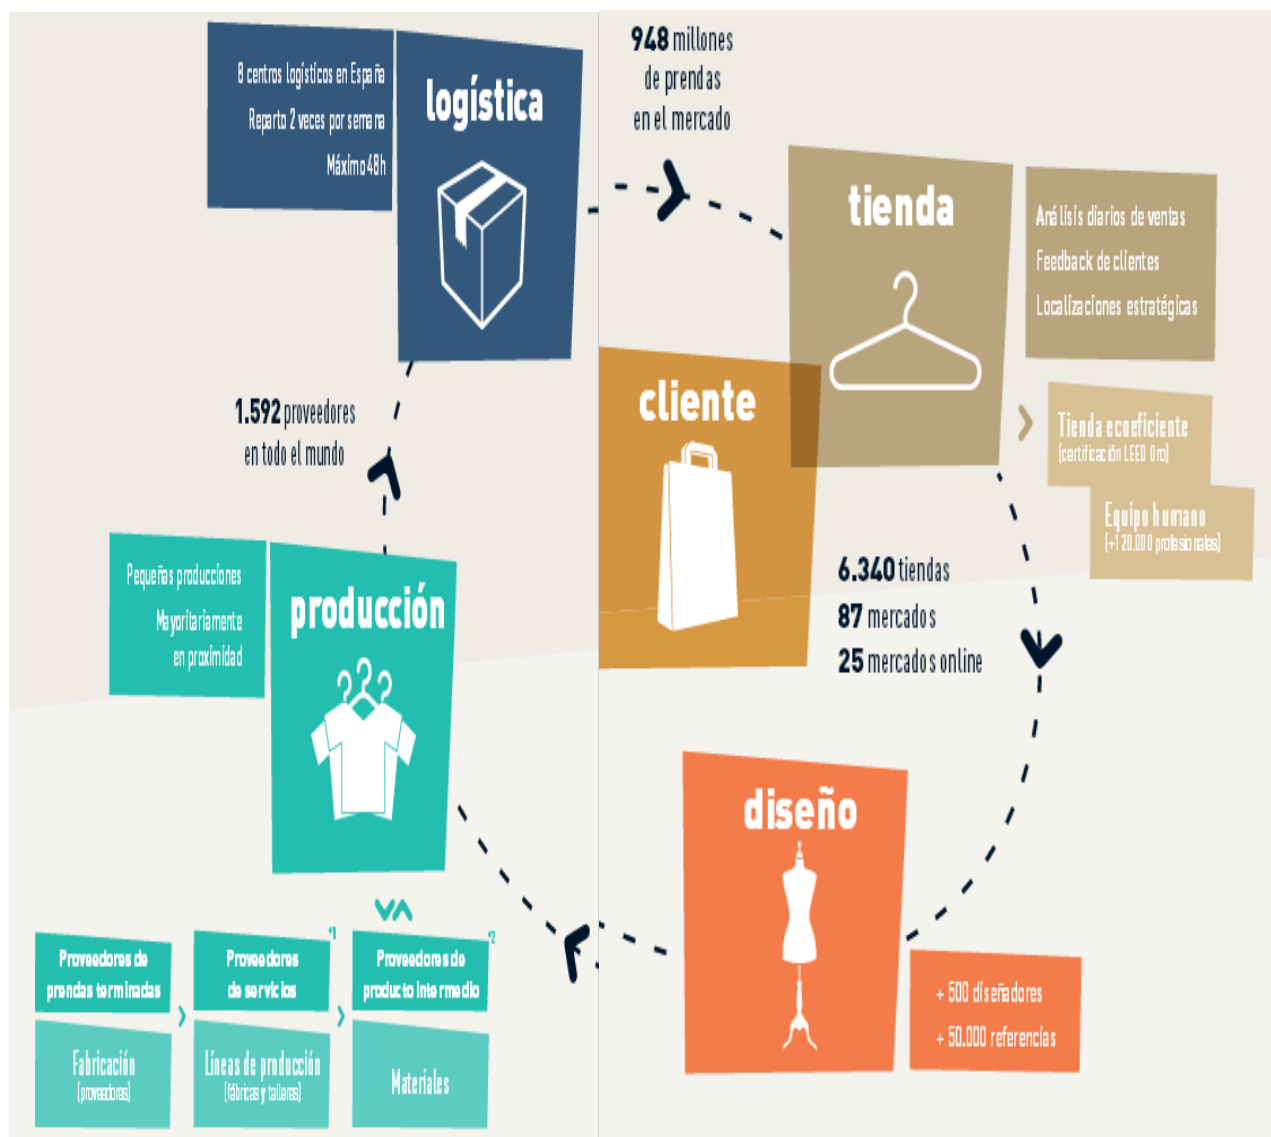 8 centros logísticos en España
Reparto 2 veces por semana
Máximo 48h
logística
948 millones
de prendas
en el mercado
tienda
Análisis diarios de ventas
Feedback de clientes
Localizaciones estratégicas
cliente
Tienda ecoeficiente
(certificación LEED Oro)
Equipo humano
(+120.000 profesionales)
1.592 proveedores
en todo el mundo
6.340 tiendas
87 mercados
25 mercados online
Pequeñas producciones
Mayoritariamente
en proximidad
producción
diseño
+ 500 diseñadores
+ 50.000 referencias
Proveedores de
prendas terminadas
Fabricación
(proveedores)
*1
Proveedores
de servicios
Líneas de producción
(fábricas y talleres)
*2
Proveedores de
producto intermedio
Materiales